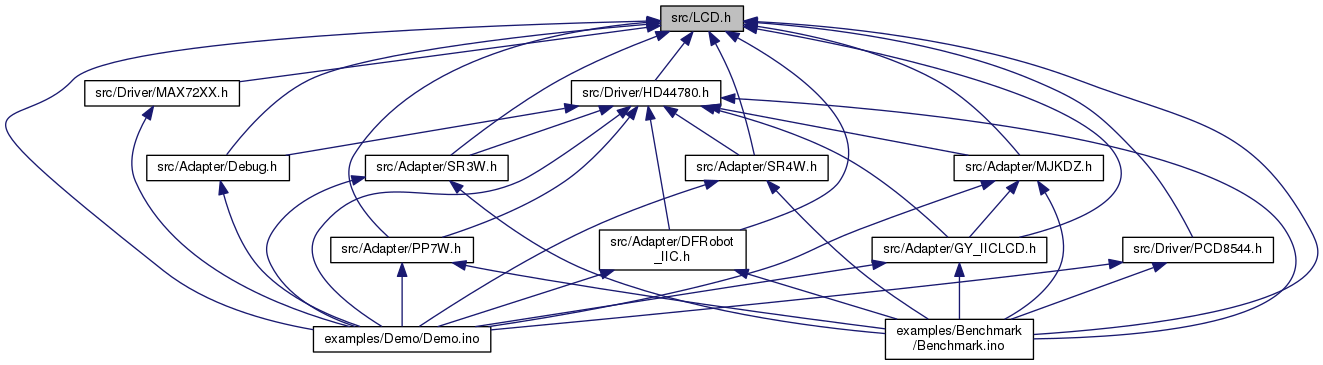 src/LCD.h
src/Driver/MAX72XX.h
src/Driver/HD44780.h
src/Adapter/Debug.h
src/Adapter/SR3W.h
src/Adapter/SR4W.h
src/Adapter/MJKDZ.h
src/Adapter/PP7W.h
src/Adapter/DFRobot
_IIC.h
src/Adapter/GY_IICLCD.h
src/Driver/PCD8544.h
examples/Demo/Demo.ino
examples/Benchmark
/Benchmark.ino